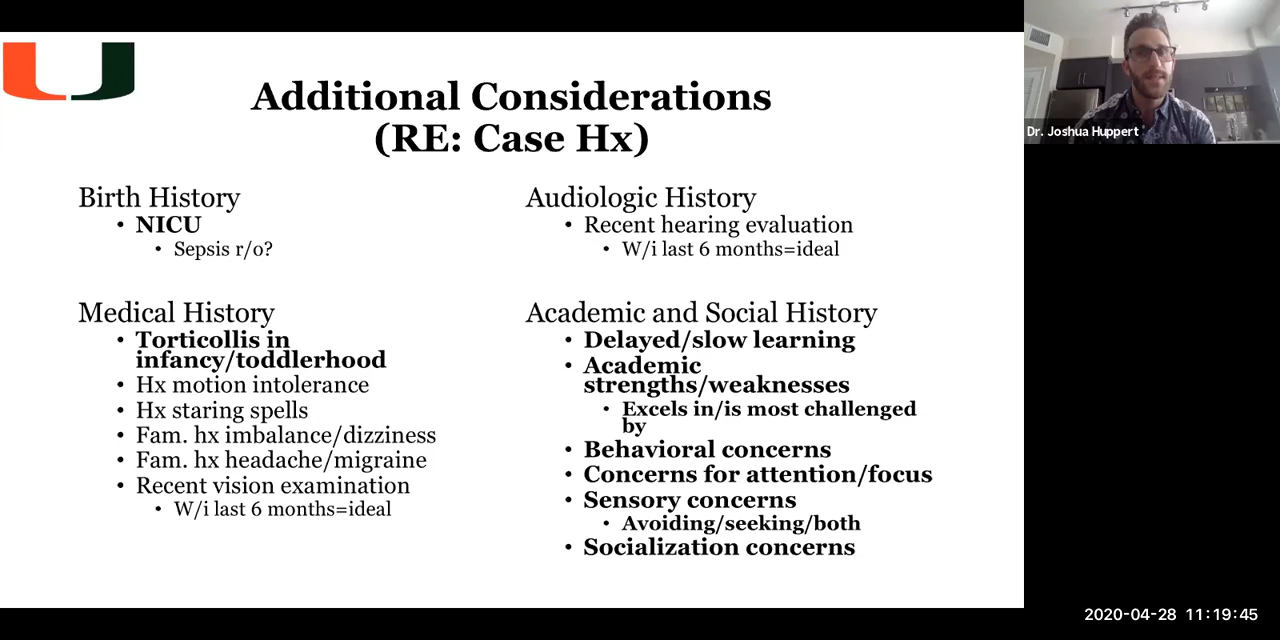 Additional Considerations
(RE: Case Hx)
Birth History
• NICU
• Sepsis r/o?
Medical History
• Torticollis in
infancy/toddlerhood
• Hx motion intolerance
• Hx staring spells
• Fam. hx imbalance/dizziness
• Fam. hx headache/migraine
• Recent vision examination
• W/i last 6 months=ideal
Audiologic History
• Recent hearing evaluation
• W/i last 6 months=ideal
Academic and Social History
• Delayed/slow learning
• Academic
strengths/weaknesses
• Excels in/is most challenged
by
• Behavioral concerns
• Concerns for attention/focus
• Sensory concerns
• Avoiding/seeking/both
• Socialization concerns
Dr. Joshua Huppert
2020-04-28 11:19:45